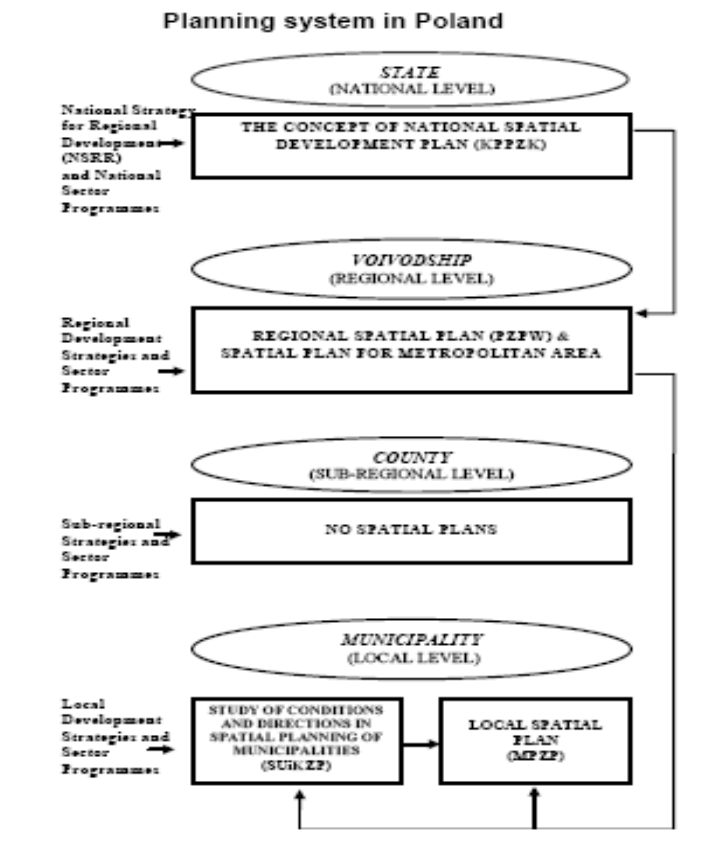 Planning system in Poland
STATE
(NATIONAL LEVEL)
National Strategy
for Regional
Development
(NSRR)
and National
Sector
Programmes
THE CONCEPT OF NATIONAL SPATIAL
DEVELOPMENT PLAN (KPPZK)
VOIVODSHIP
(REGIONAL LEVEL)
Regional
Development
Strategies and
Sector
Programmes
REGIONAL SPATIAL PLAN (PZPW) &
SPATIAL PLAN FOR METROPOLITAN AREA
COUNTY
(SUB-REGIONAL LEVEL)
Sub-regional
Strategies and
Sector
Programmes
NO SPATIAL PLANS
MUNICIPALITY
(LOCAL LEVEL)
Local
Development
Strategies and
Sector
Programmes
STUDY OF CONDITIONS
AND DIRECTIONS IN
SPATIAL PLANNING OF
MUNICIPALITIES
(SUiKZP)
LOCAL SPATIAL
PLAN
(MPZP)